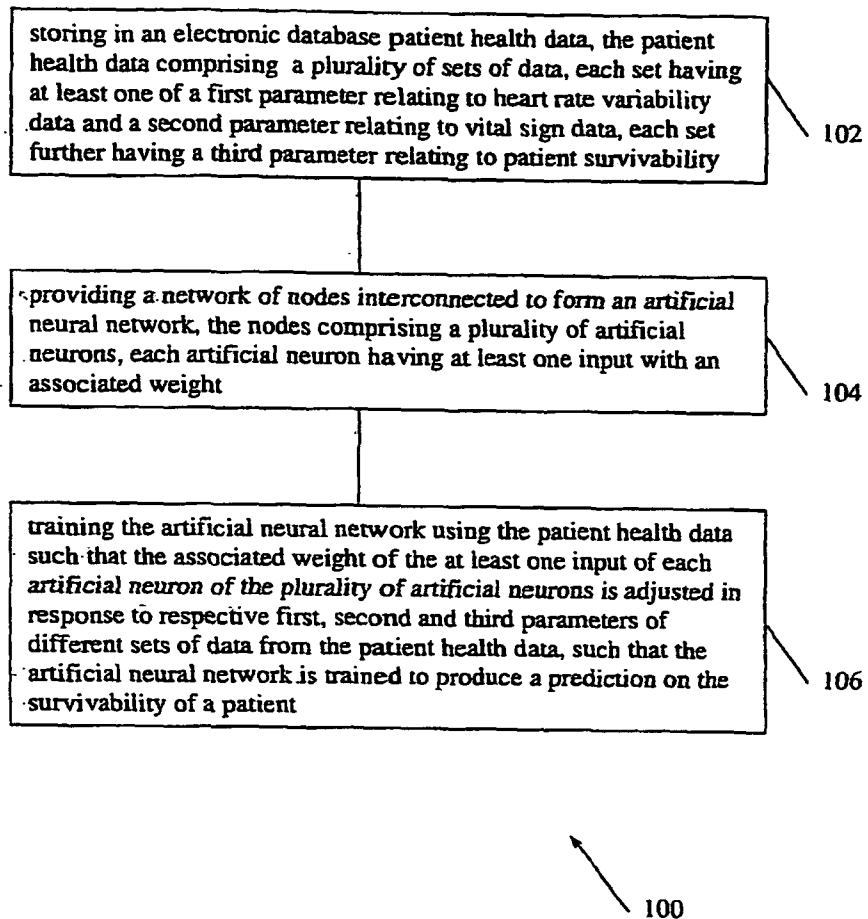 storing in an electronic database patient health data, the patient
health data comprising a plurality of sets of data, each set having
at least one of a first parameter relating to heart rate variability
data and a second parameter relating to vital sign data, each set
further having a third parameter relating to patient survivability
102
providing a network of nodes interconnected to form an artificial
neural network, the nodes comprising a plurality of artificial
neurons, each artificial neuron having at least one input with an
associated weight
104
training the artificial neural network using the patient health data
such that the associated weight of the at least one input of each
artificial neuron of the plurality of artificial neurons is adjusted in
response to respective first, second and third parameters of
different sets of data from the patient health data, such that the
artificial neural network is trained to produce a prediction on the
survivability of a patient
106
100